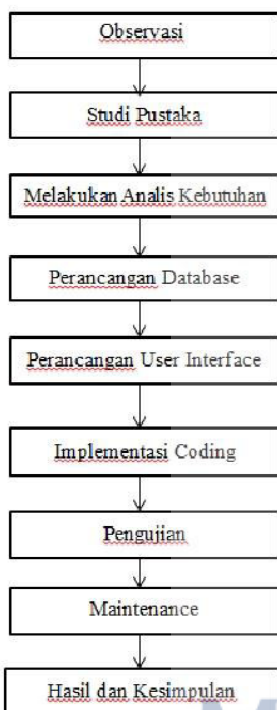 Observasi
Studi Pustaka
Melakukan Analis Kebutuhan
Perancangan Database
Perancangan User Interface
Implementasi Coding
Pengujian
Maintenance
Hasil dan Kesimpulan